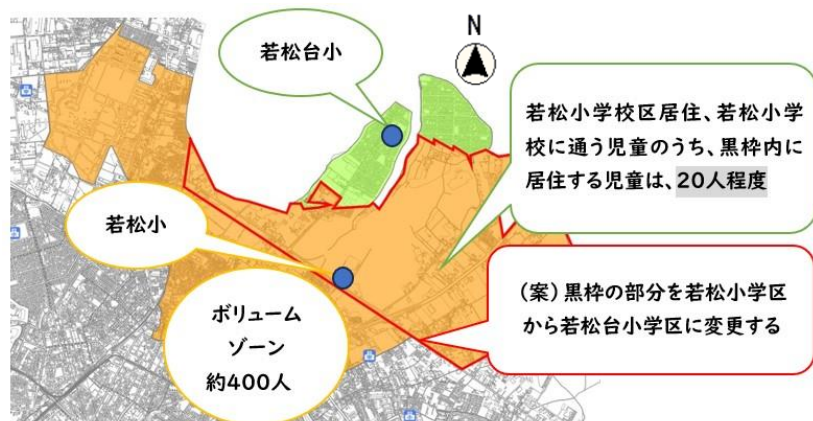 N
若松台小
若松小学校区居住、若松小学
校に通う児童のうち、黒枠内に
居住する児童は、20人程度
若松小
(案)黒枠の部分を若松小学区
から若松台小学区に変更する
ボリューム
ゾーン
約400人